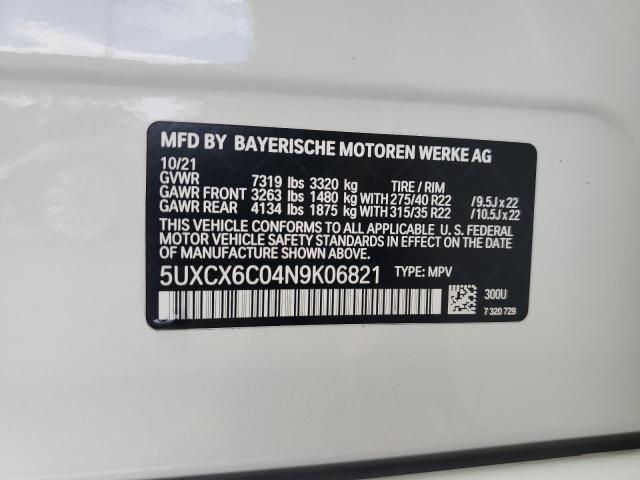 MFD BY BAYERISCHE MOTOREN WERKE AG
10/21
GVWR 7319 lbs 3320 kg TIRE / RIM
GAWR FRONT 3263 lbs 1480 kg WITH 275/40 R22 / 9.5J x 22
GAWR REAR 4134 lbs 1875 kg WITH 315/35 R22 / 10.5J x 22
THIS VEHICLE CONFORMS TO ALL APPLICABLE U. S. FEDERAL
MOTOR VEHICLE SAFETY STANDARDS IN EFFECT ON THE DATE
OF MANUFACTURE SHOWN ABOVE.
5UXCX6C04N9K06821 TYPE: MPV
300U
7 320 729